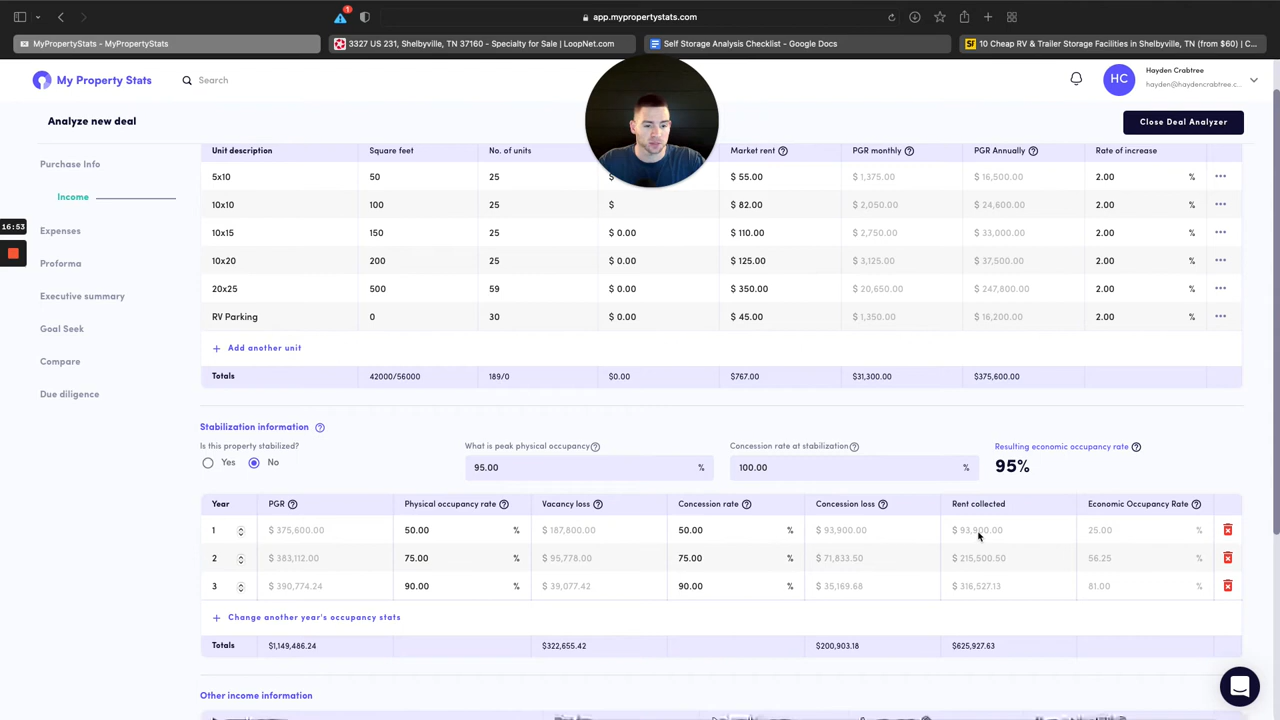 1
app.mypropertystats.com
MyPropertyStats - MyPropertyStats
3327 US 231, Shelbyville, TN 37160 - Specialty for Sale | LoopNet.com
Self Storage Analysis Checklist - Google Docs
10 Cheap RV & Trailer Storage Facilities in Shelbyville, TN (from $60) | C...
My Property Stats
Search
HC
Hayden Crabtree
hayden@haydencrabtree.c...
Analyze new deal
Close Deal Analyzer
Purchase Info
Income
16:53
Expenses
Proforma
Executive summary
Goal Seek
Compare
Due diligence
Unit description Square feet No. of units Market rent PGR monthly PGR Annually Rate of increase
5x10 50 25 $ $ 55.00 $ 1,375.00 $ 16,500.00 2.00 %
10x10 100 25 $ $ 82.00 $ 2,050.00 $ 24,600.00 2.00 %
10x15 150 25 $ 0.00 $ 110.00 $ 2,750.00 $ 33,000.00 2.00 %
10x20 200 25 $ 0.00 $ 125.00 $ 3,125.00 $ 37,500.00 2.00 %
20x25 500 59 $ 0.00 $ 350.00 $ 20,650.00 $ 247,800.00 2.00 %
RV Parking 0 30 $ 0.00 $ 45.00 $ 1,350.00 $ 16,200.00 2.00 %
+ Add another unit
Totals 42000/56000 189/0 $0.00 $767.00 $31,300.00 $375,600.00
Stabilization information
Is this property stabilized? What is peak physical occupancy Concession rate at stabilization Resulting economic occupancy rate
Yes No 95.00 % 100.00 % 95%
Year PGR Physical occupancy rate Vacancy loss Concession rate Concession loss Rent collected Economic Occupancy Rate
1 $ 375,600.00 50.00 % $ 187,800.00 50.00 % $ 93,900.00 $ 93,900.00 25.00 %
2 $ 383,112.00 75.00 % $ 95,778.00 75.00 % $ 71,833.50 $ 215,500.50 56.25 %
3 $ 390,774.24 90.00 % $ 39,077.42 90.00 % $ 35,169.68 $ 316,527.13 81.00 %
+ Change another year's occupancy stats
Totals $1,149,486.24 $322,655.42 $200,903.18 $625,927.63
Other income information